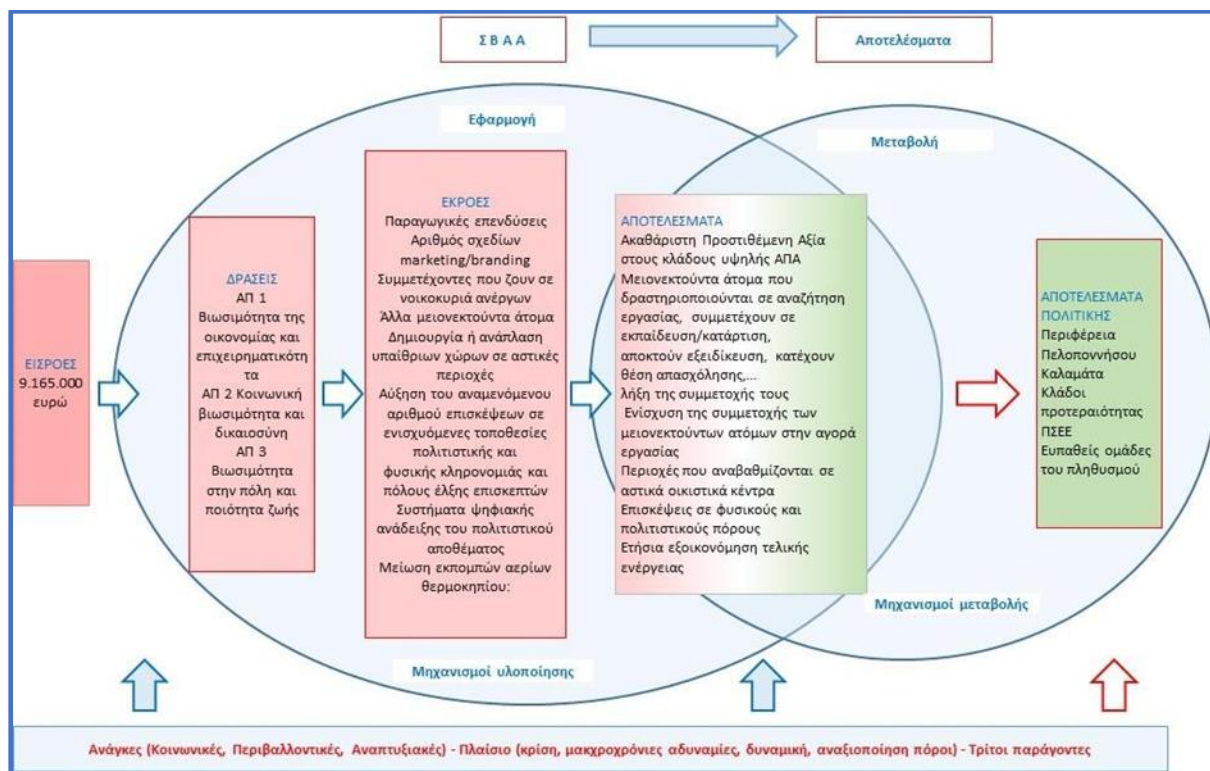 Σ Β Α Α
Αποτελέσματα
Εφαρμογή
Μεταβολή
ΕΙΣΡΟΕΣ
9.165.000
ευρώ
ΔΡΑΣΕΙΣ
ΑΠ 1
Βιωσιμότητα της
οικονομίας και
επιχειρηματικότη
τα
ΑΠ 2 Κοινωνική
βιωσιμότητα και
δικαιοσύνη
ΑΠ 3
Βιωσιμότητα
στην πόλη και
ποιότητα ζωής
ΕΚΡΟΕΣ
Παραγωγικές επενδύσεις
Αριθμός σχεδίων
marketing/branding
Συμμετέχοντες που ζουν σε
νοικοκυριά ανέργων
Άλλα μειονεκτούντα άτομα
Δημιουργία ή ανάπλαση
υπαίθριων χώρων σε αστικές
περιοχές
Αύξηση του αναμενόμενου
αριθμού επισκέψεων σε
ενισχυόμενες τοποθεσίες
πολιτιστικής και
φυσικής κληρονομιάς και
πόλους έλξης επισκεπτών
Συστήματα ψηφιακής
ανάδειξης του πολιτιστικού
αποθέματος
Μείωση εκπομπών αερίων
θερμοκηπίου:
ΑΠΟΤΕΛΕΣΜΑΤΑ
Ακαθάριστη Προστιθέμενη Αξία
στους κλάδους υψηλής ΑΠΑ
Μειονεκτούντα άτομα που
δραστηριοποιούνται σε αναζήτηση
εργασίας, συμμετέχουν σε
εκπαίδευση/κατάρτιση,
αποκτούν εξειδίκευση, κατέχουν
θέση απασχόλησης,...
λήξη της συμμετοχής τους
Ενίσχυση της συμμετοχής των
μειονεκτούντων ατόμων στην αγορά
εργασίας
Περιοχές που αναβαθμίζονται σε
αστικά οικιστικά κέντρα
Επισκέψεις σε φυσικούς και
πολιτιστικούς πόρους
Ετήσια εξοικονόμηση τελικής
ενέργειας
ΑΠΟΤΕΛΕΣΜΑΤΑ
ΠΟΛΙΤΙΚΗΣ
Περιφέρεια
Πελοποννήσου
Καλαμάτα
Κλάδοι
προτεραιότητας
ΠΣΕΕ
Ευπαθείς ομάδες
του πληθυσμού
Μηχανισμοί μεταβολής
Μηχανισμοί υλοποίησης
Ανάγκες (Κοινωνικές, Περιβαλλοντικές, Αναπτυξιακές) - Πλαίσιο (κρίση, μακχροχρόνιες αδυναμίες, δυναμική, αναξιοποίηση πόροι) - Τρίτοι παράγοντες